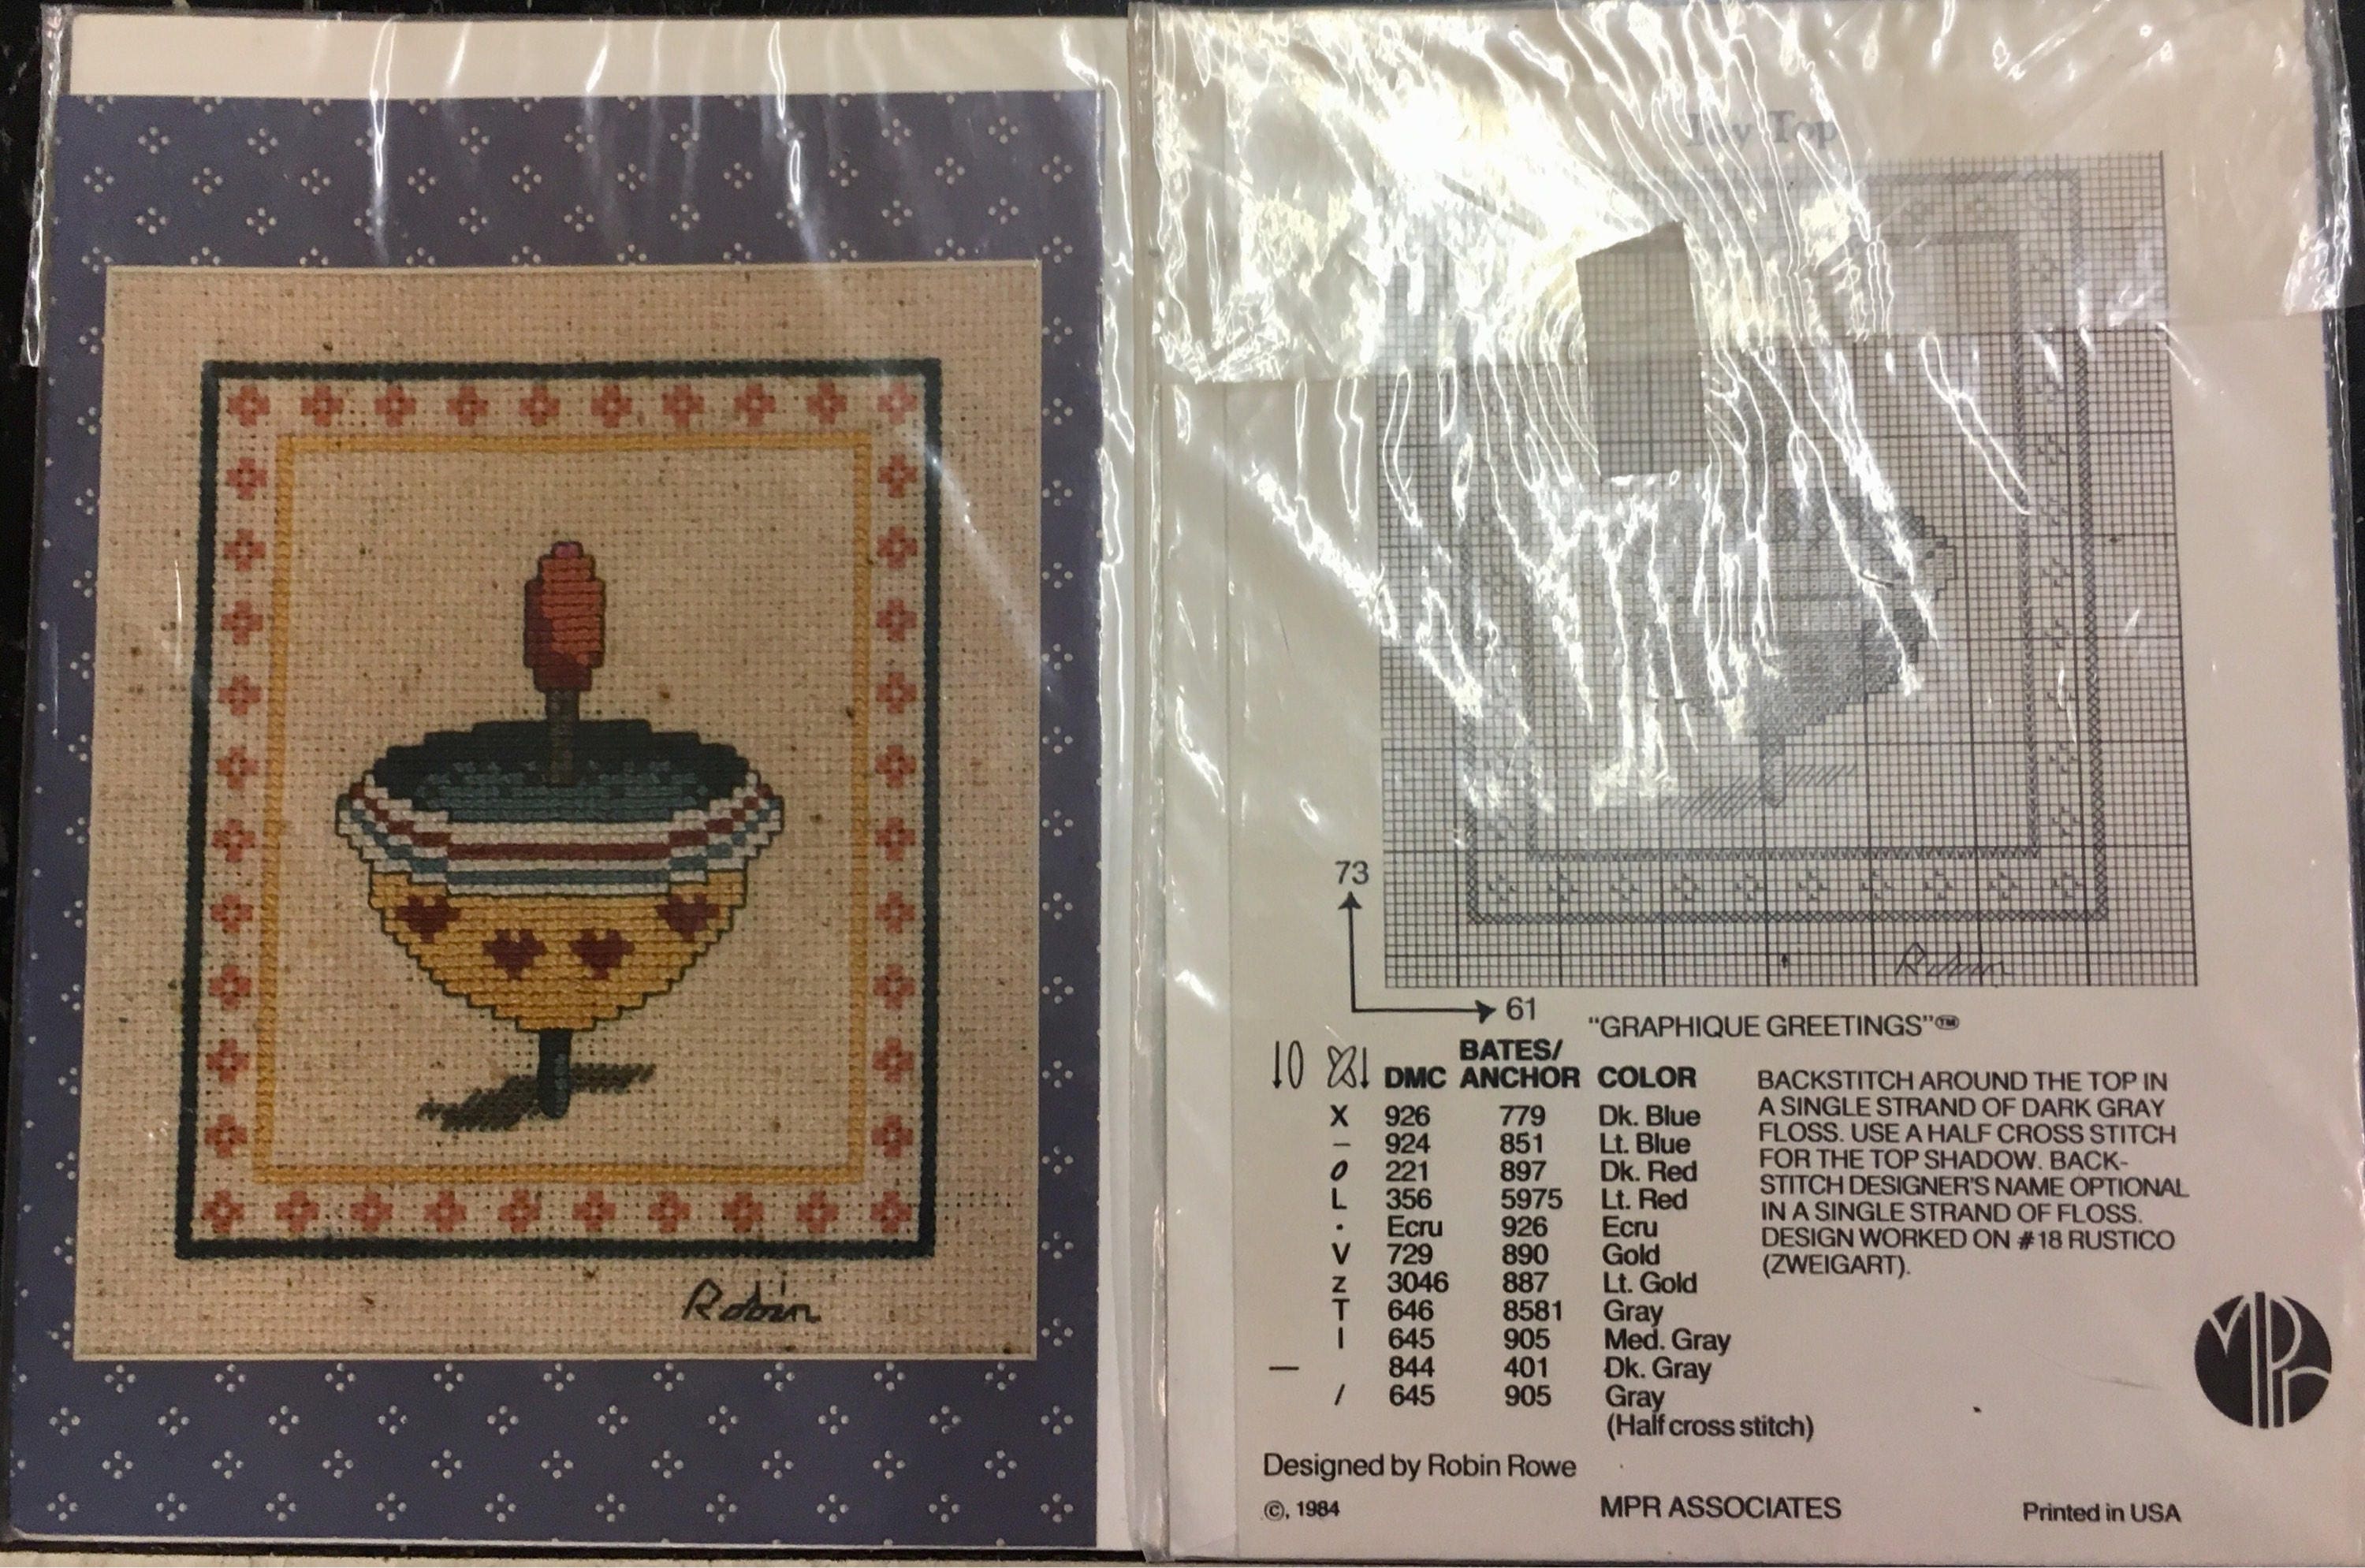 Robin
Toy Top
Robin
73
61
"GRAPHIQUE GREETINGS"™
BATES/
DMC ANCHOR COLOR
X 926 779 Dk. Blue
– 924 851 Lt. Blue
O 221 897 Dk. Red
L 356 5975 Lt. Red
· Ecru 926 Ecru
V 729 890 Gold
Z 3046 887 Lt. Gold
T 646 8581 Gray
I 645 905 Med. Gray
— 844 401 Dk. Gray
/ 645 905 Gray
(Half cross stitch)
BACKSTITCH AROUND THE TOP IN
A SINGLE STRAND OF DARK GRAY
FLOSS. USE A HALF CROSS STITCH
FOR THE TOP SHADOW. BACK-
STITCH DESIGNER'S NAME OPTIONAL
IN A SINGLE STRAND OF FLOSS.
DESIGN WORKED ON #18 RUSTICO
(ZWEIGART).
MPR
Designed by Robin Rowe
©, 1984 MPR ASSOCIATES Printed in USA